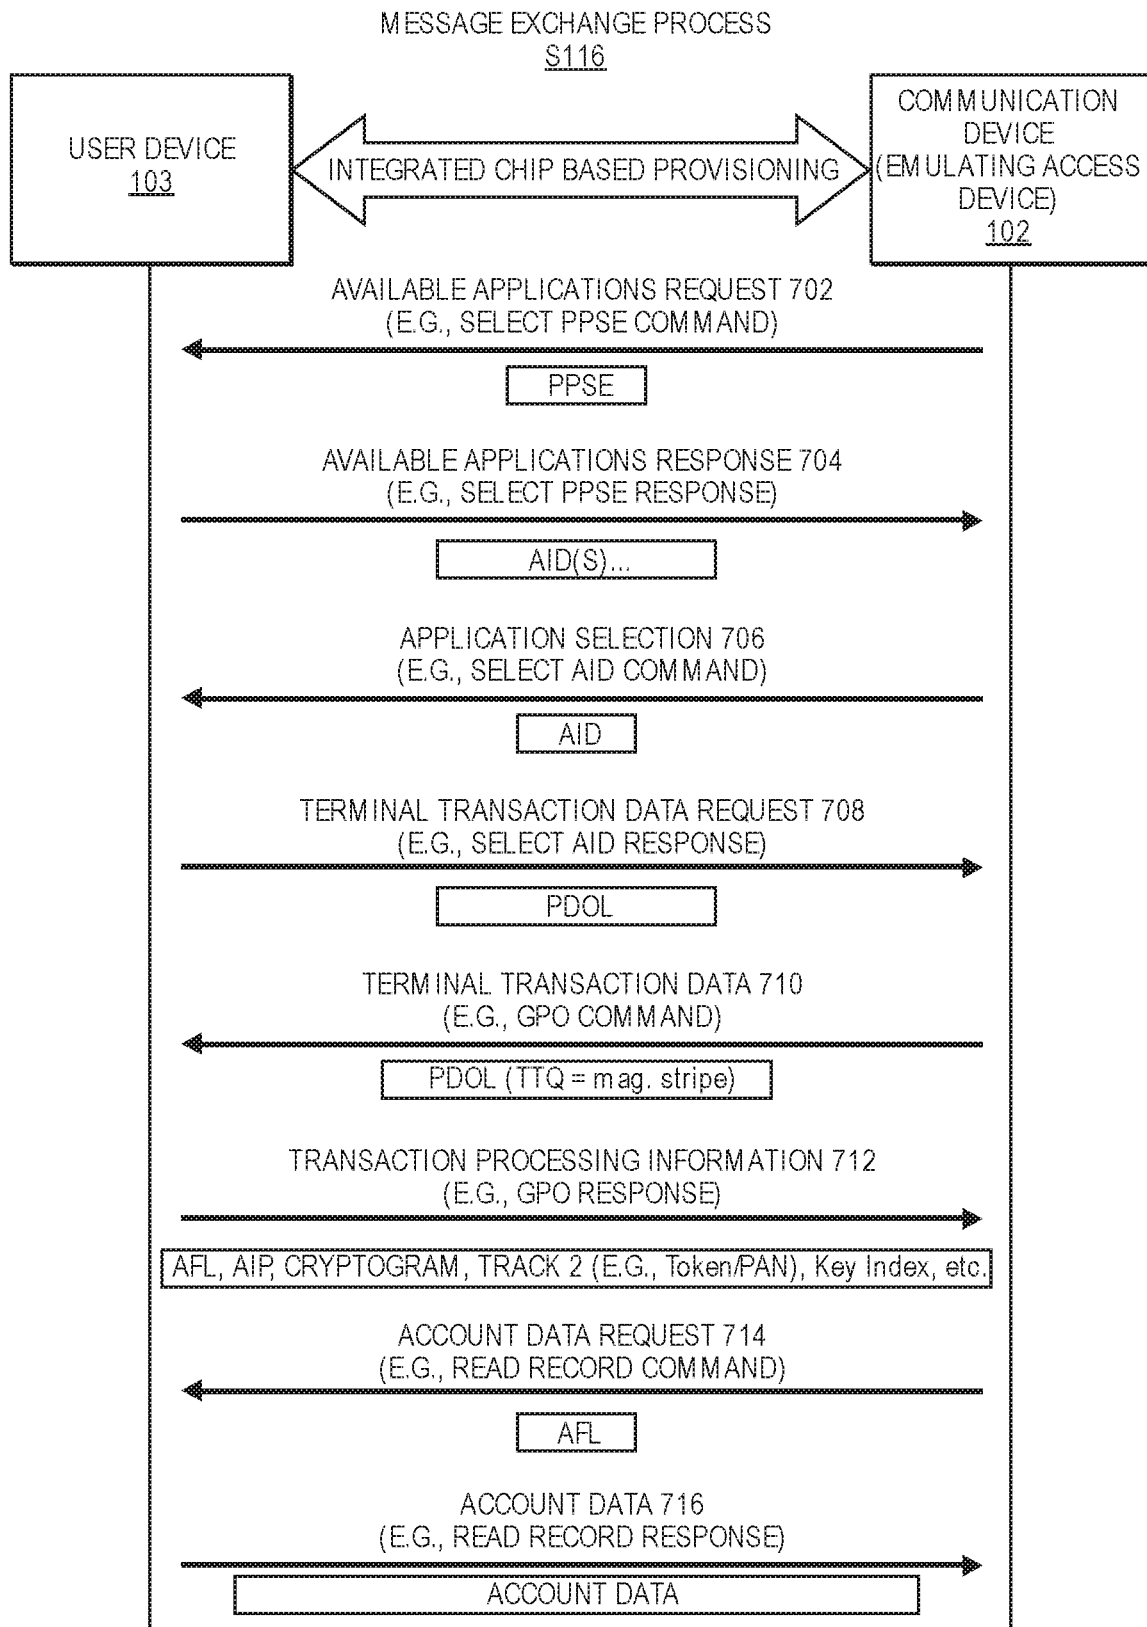 MESSAGE EXCHANGE PROCESS
S116
USER DEVICE
103
INTEGRATED CHIP BASED PROVISIONING
COMMUNICATION
DEVICE
(EMULATING ACCESS
DEVICE)
102
AVAILABLE APPLICATIONS REQUEST 702
(E.G., SELECT PPSE COMMAND)
PPSE
AVAILABLE APPLICATIONS RESPONSE 704
(E.G., SELECT PPSE RESPONSE)
AID(S)...
APPLICATION SELECTION 706
(E.G., SELECT AID COMMAND)
AID
TERMINAL TRANSACTION DATA REQUEST 708
(E.G., SELECT AID RESPONSE)
PDOL
TERMINAL TRANSACTION DATA 710
(E.G., GPO COMMAND)
PDOL (TTQ = mag. stripe)
TRANSACTION PROCESSING INFORMATION 712
(E.G., GPO RESPONSE)
AFL, AIP, CRYPTOGRAM, TRACK 2 (E.G., Token/PAN), Key Index, etc.
ACCOUNT DATA REQUEST 714
(E.G., READ RECORD COMMAND)
AFL
ACCOUNT DATA 716
(E.G., READ RECORD RESPONSE)
ACCOUNT DATA